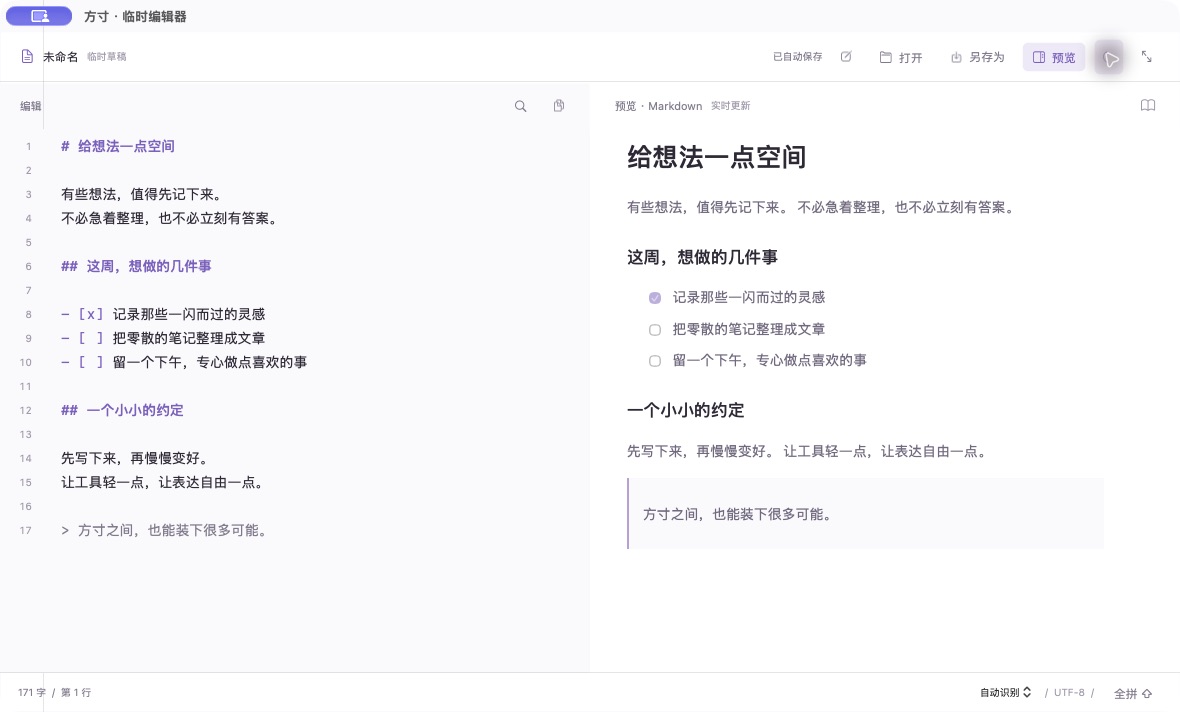 方寸 · 临时编辑器
未命名 临时草稿
已自动保存 打开 另存为 预览
编辑
1 # 给想法一点空间
2
3 有些想法，值得先记下来。
4 不必急着整理，也不必立刻有答案。
5
6 ## 这周，想做的几件事
7
8 - [x] 记录那些一闪而过的灵感
9 - [ ] 把零散的笔记整理成文章
10 - [ ] 留一个下午，专心做点喜欢的事
11
12 ## 一个小小的约定
13
14 先写下来，再慢慢变好。
15 让工具轻一点，让表达自由一点。
16
17 > 方寸之间，也能装下很多可能。
预览 · Markdown 实时更新
给想法一点空间
有些想法，值得先记下来。 不必急着整理，也不必立刻有答案。
这周，想做的几件事
记录那些一闪而过的灵感
把零散的笔记整理成文章
留一个下午，专心做点喜欢的事
一个小小的约定
先写下来，再慢慢变好。 让工具轻一点，让表达自由一点。
方寸之间，也能装下很多可能。
171 字 / 第 1 行
自动识别 / UTF-8 / 全拼